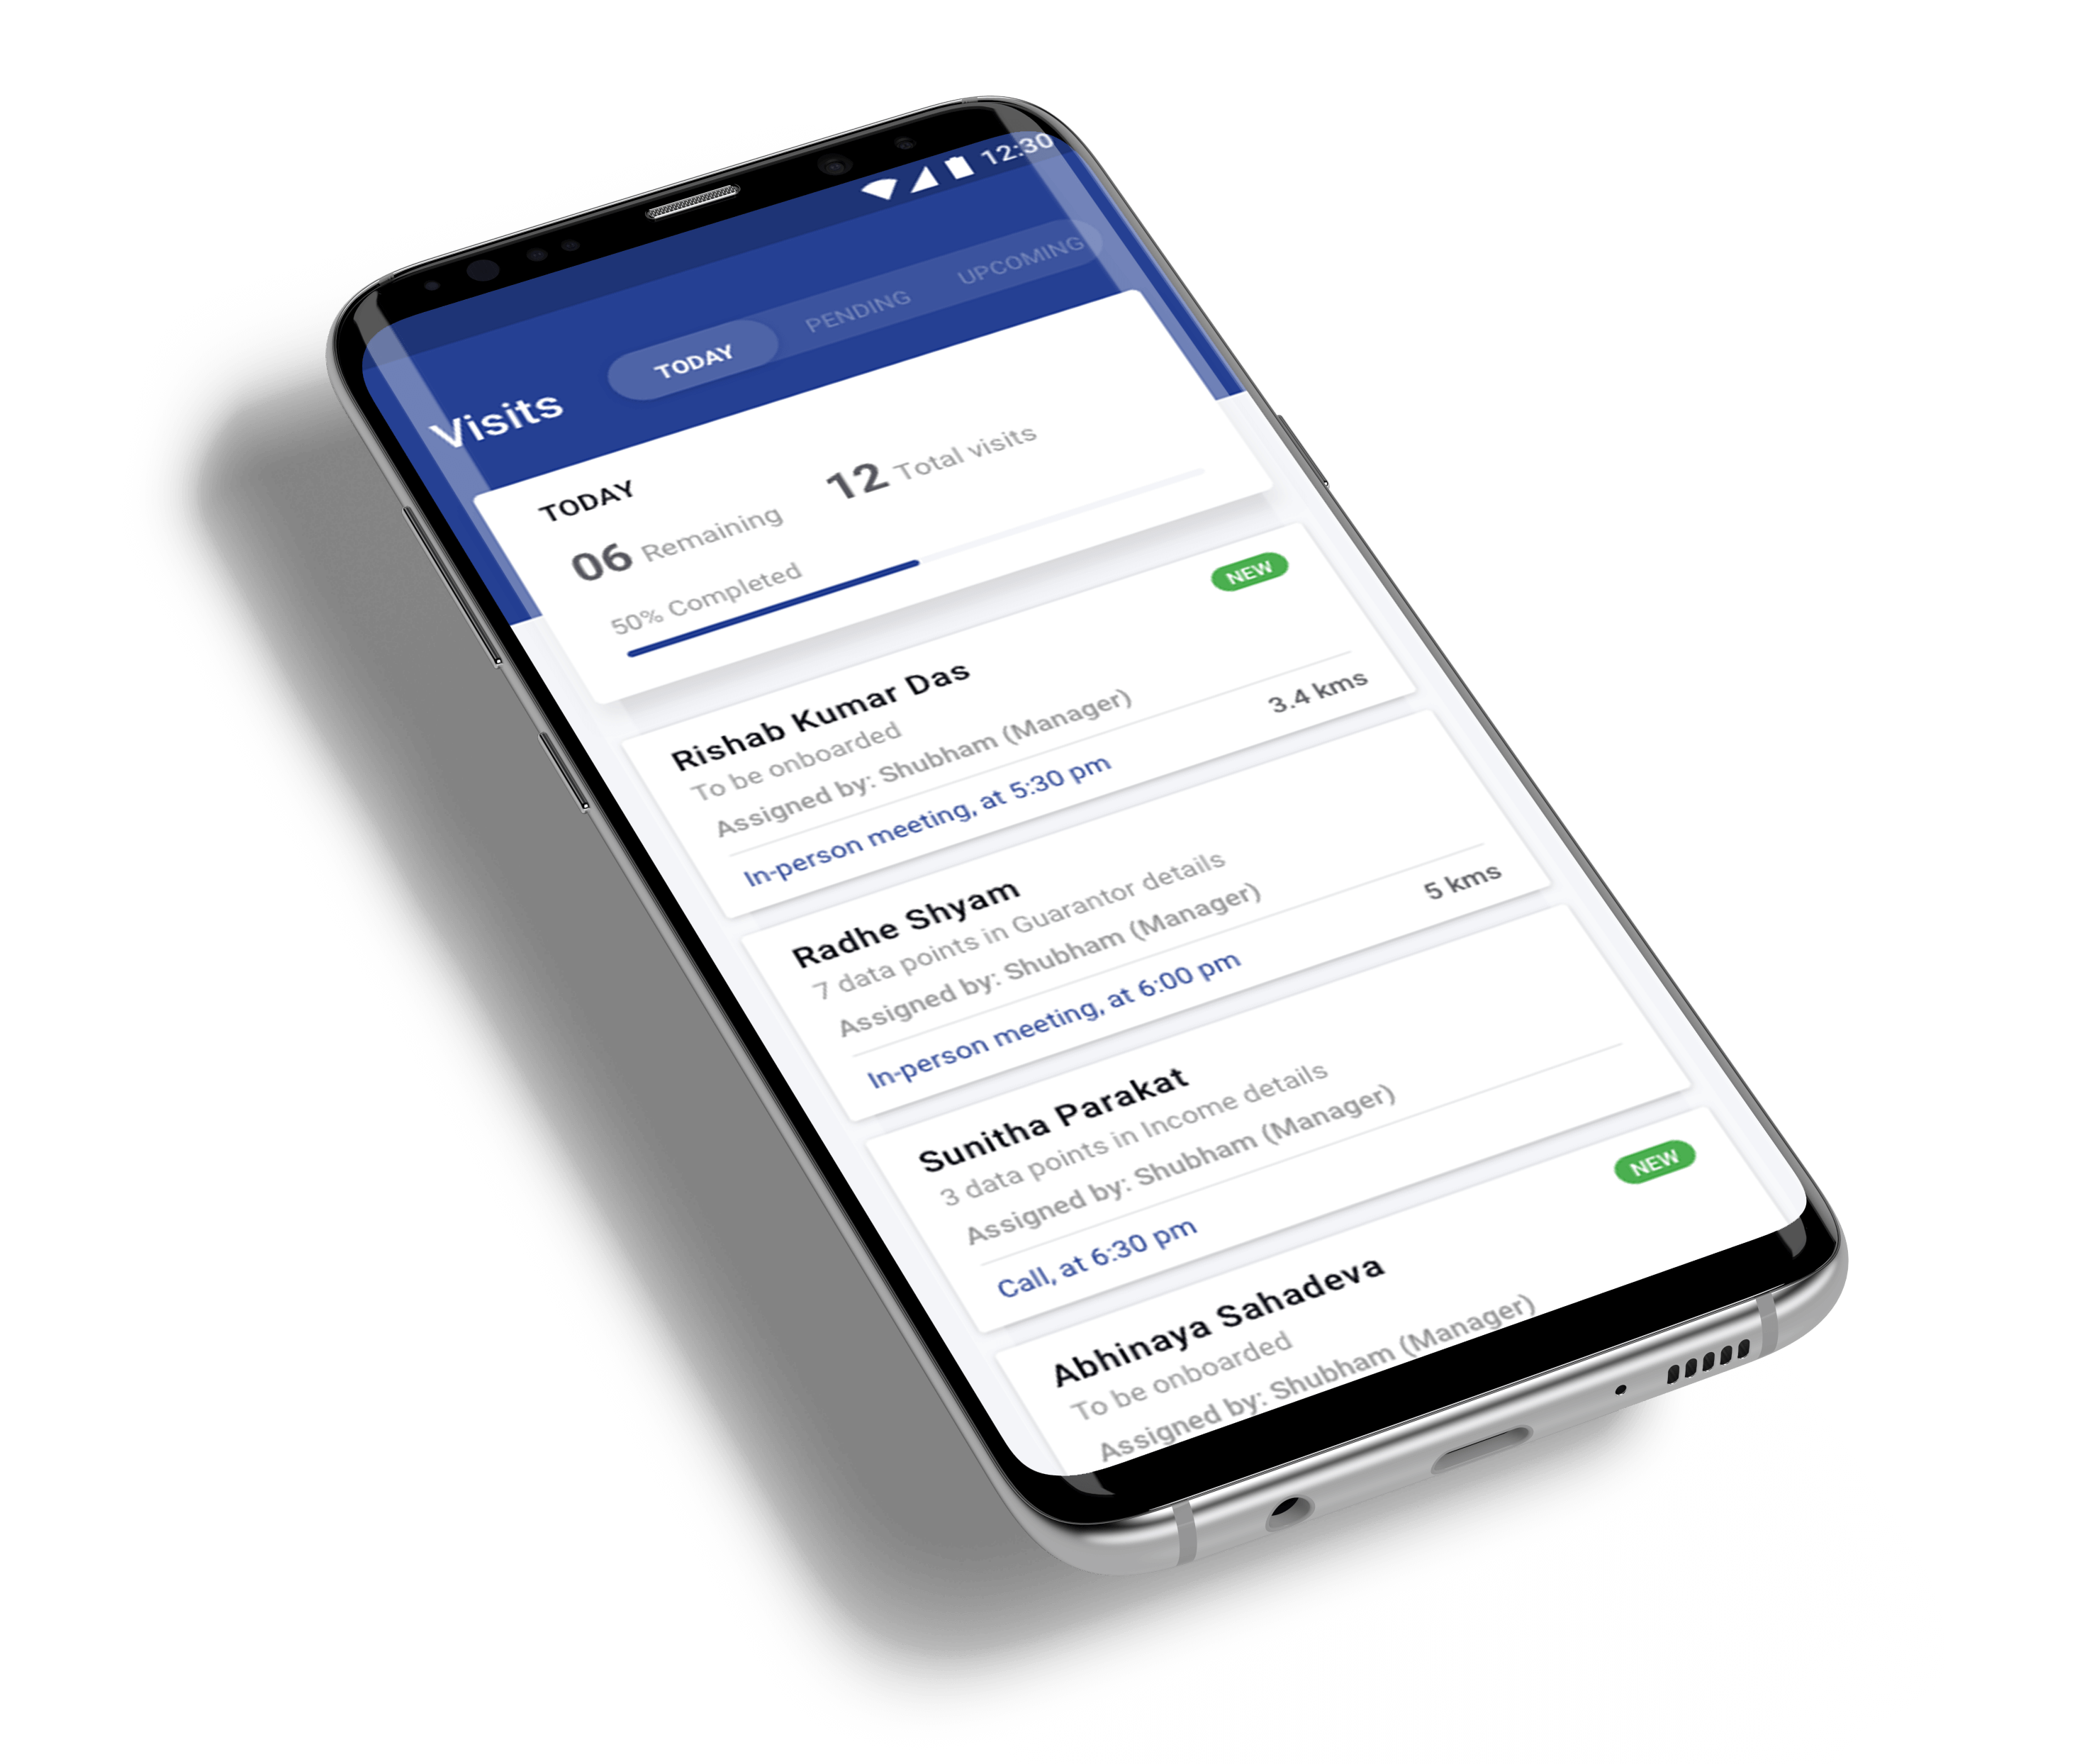 12:30
Visits
TODAY
PENDING
UPCOMING
TODAY
06 Remaining
12 Total visits
50% Completed
NEW
Rishab Kumar Das
To be onboarded
Assigned by: Shubham (Manager)
In-person meeting, at 5:30 pm
3.4 kms
Radhe Shyam
7 data points in Guarantor details
Assigned by: Shubham (Manager)
In-person meeting, at 6:00 pm
5 kms
Sunitha Parakat
3 data points in Income details
Assigned by: Shubham (Manager)
Call, at 6:30 pm
NEW
Abhinaya Sahadeva
To be onboarded
Assigned by: Shubham (Manager)